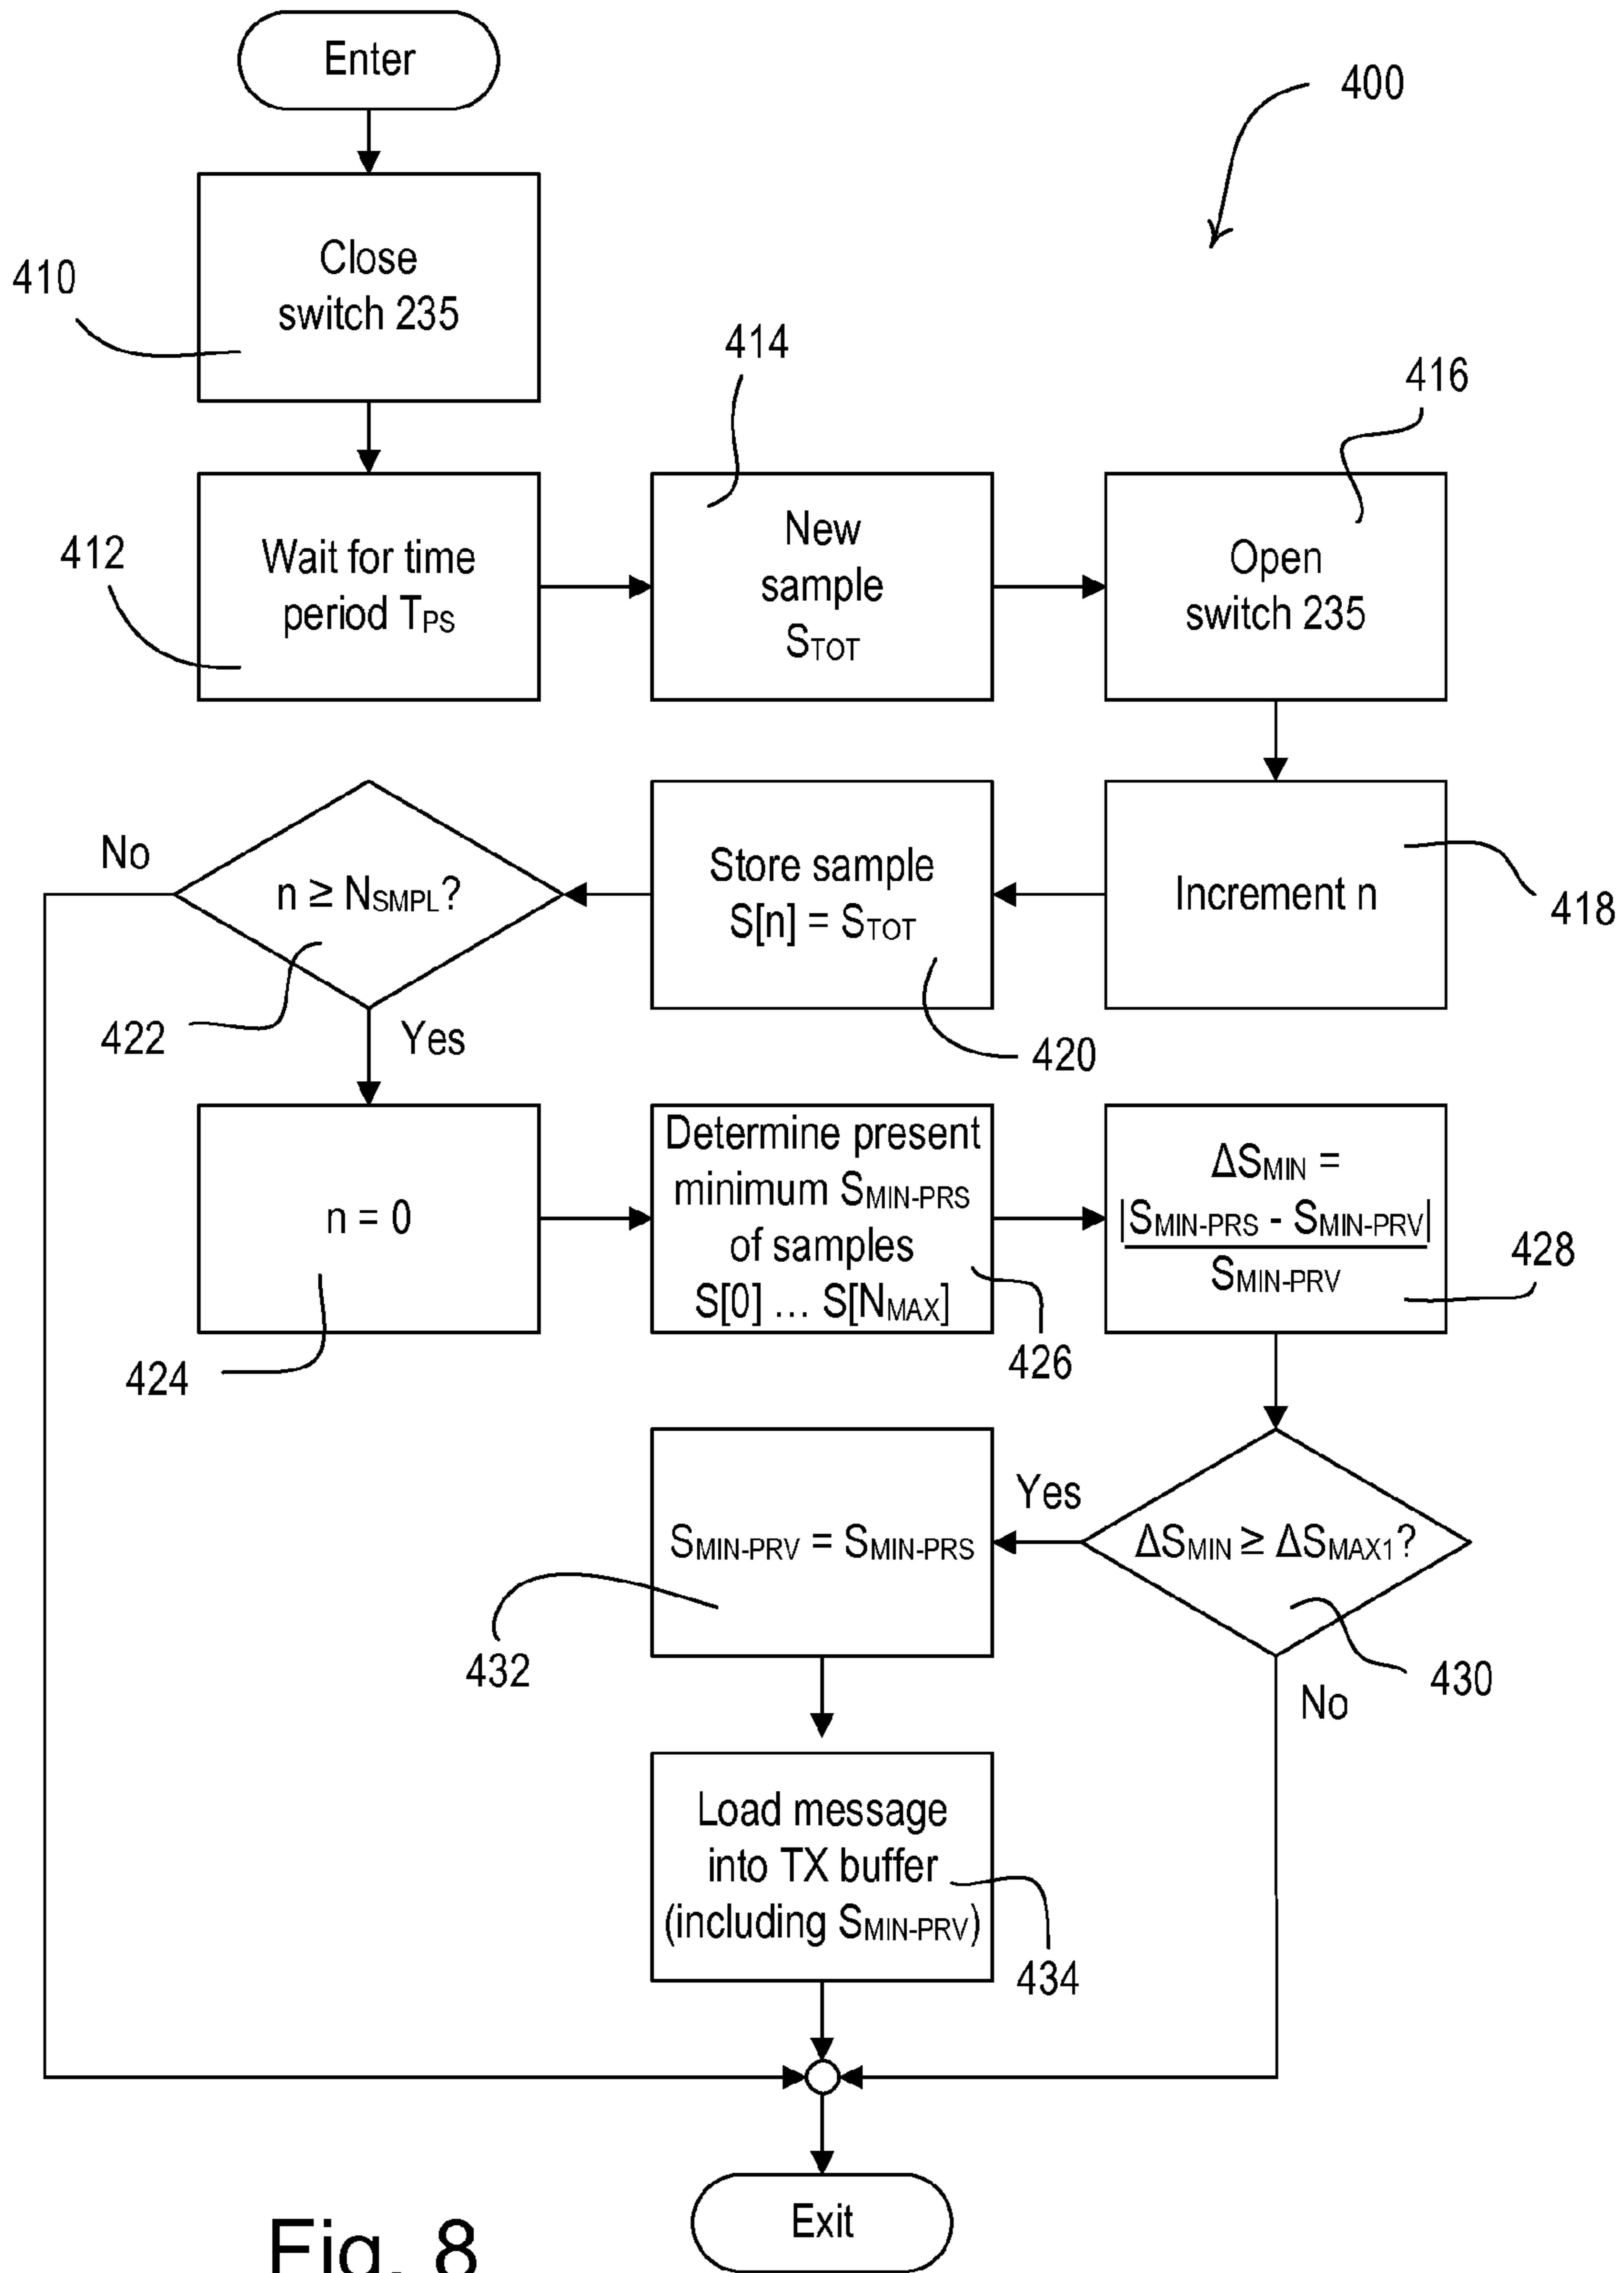 Enter
400
410
Close
switch 235
414
416
412
Wait for time
period TPS
New
sample
STOT
Open
switch 235
No
n ≥ NSMPL?
422
Yes
Store sample
S[n] = STOT
420
Increment n
418
n = 0
424
Determine present
minimum SMIN-PRS
of samples
S[0] ... S[NMAX]
426
ΔSMIN =
|SMIN-PRS - SMIN-PRV|
SMIN-PRV
428
SMIN-PRV = SMIN-PRS
432
Yes
ΔSMIN ≥ ΔSMAX1?
430
No
Load message
into TX buffer
(including SMIN-PRV)
434
Exit
Fig. 8